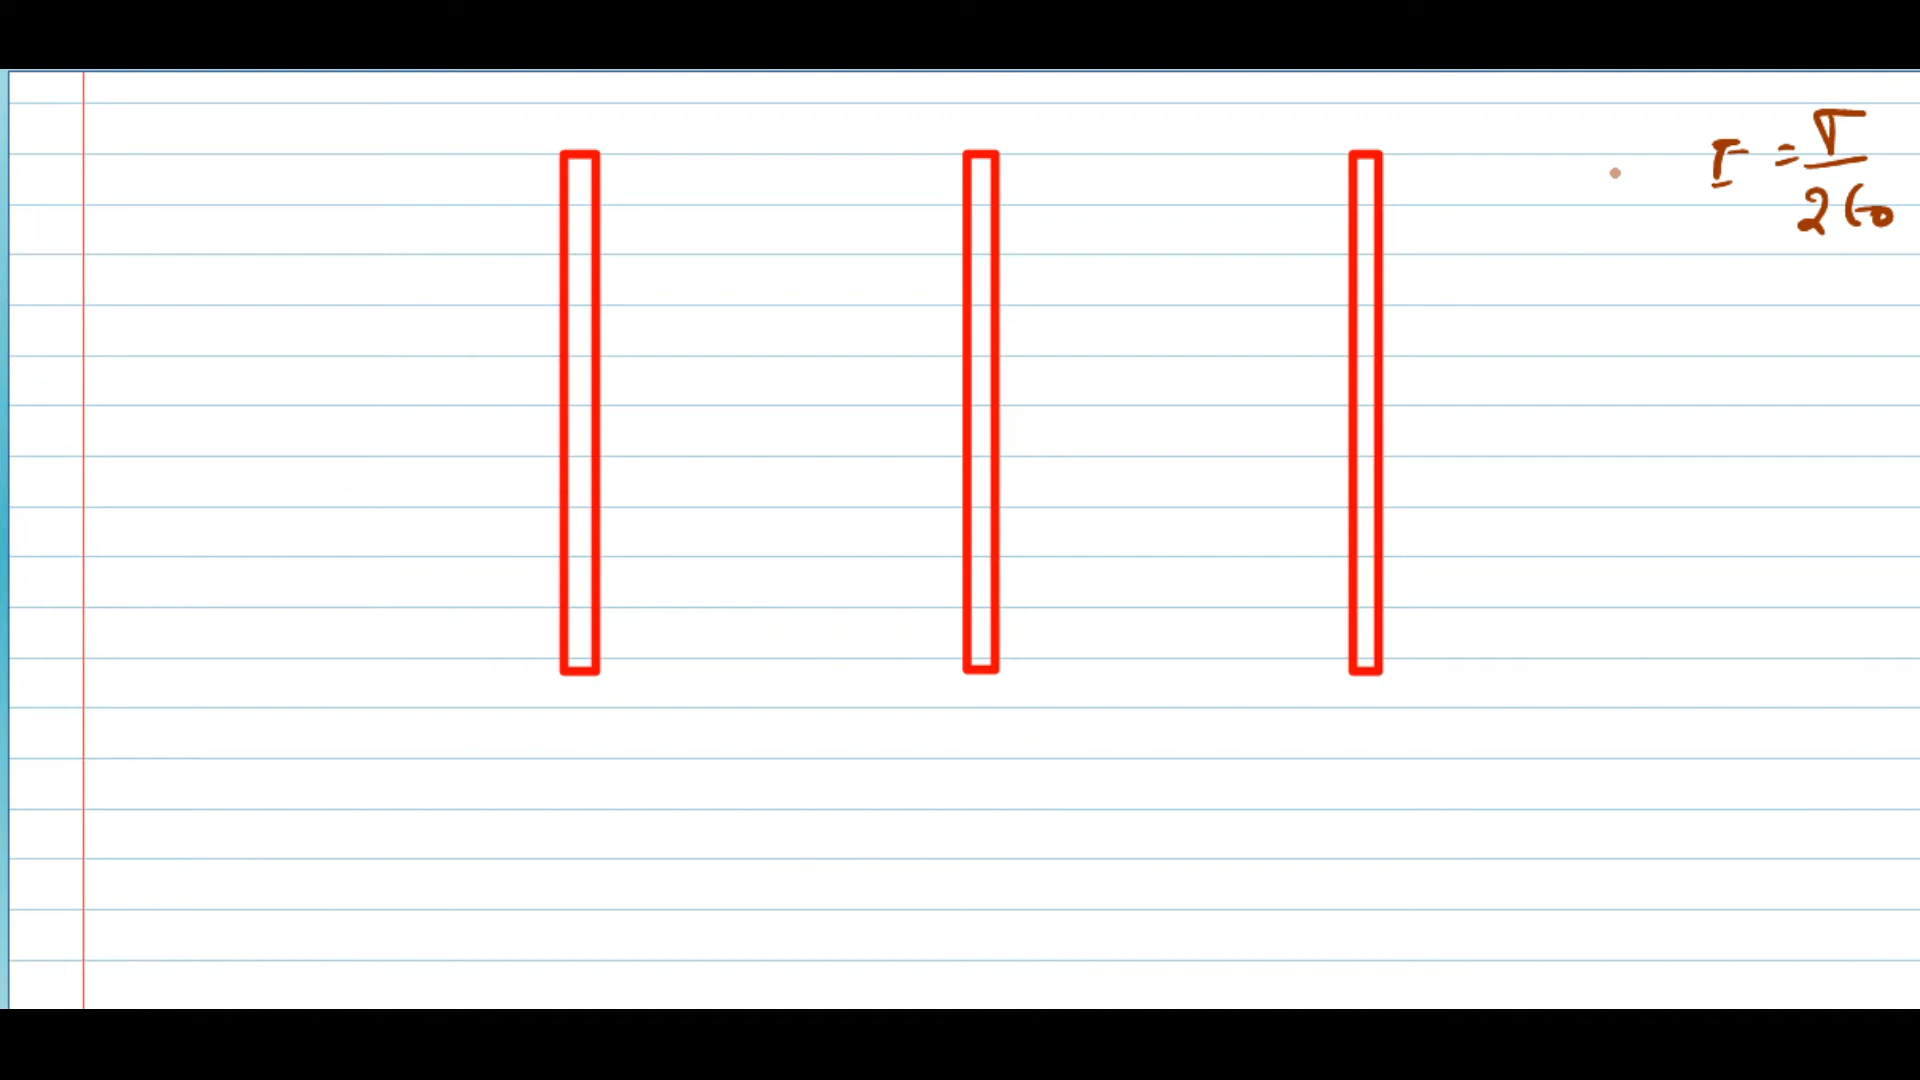 E = σ / 2ε₀